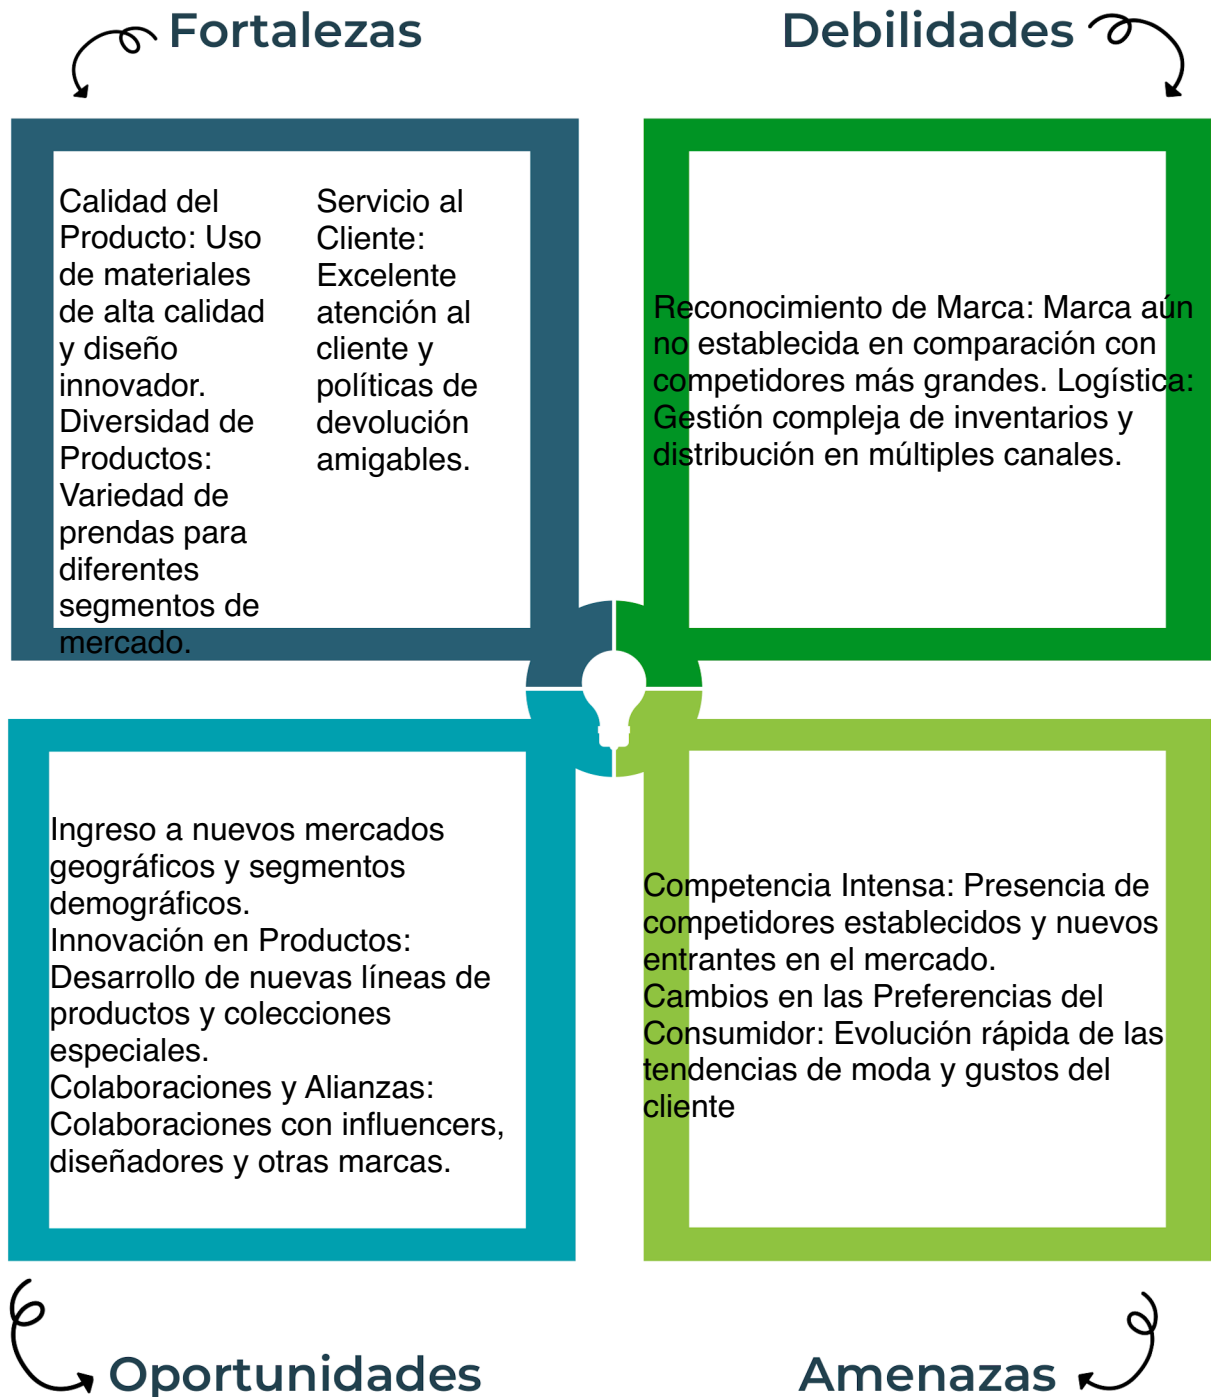 Fortalezas
Calidad del
Producto: Uso
de materiales
de alta calidad
y diseño
innovador.
Diversidad de
Productos:
Variedad de
prendas para
diferentes
segmentos de
mercado.
Servicio al
Cliente:
Excelente
atención al
cliente y
políticas de
devolución
amigables.
Debilidades
Reconocimiento de Marca: Marca aún
no establecida en comparación con
competidores más grandes. Logística:
Gestión compleja de inventarios y
distribución en múltiples canales.
Ingreso a nuevos mercados
geográficos y segmentos
demográficos.
Innovación en Productos:
Desarrollo de nuevas líneas de
productos y colecciones
especiales.
Colaboraciones y Alianzas:
Colaboraciones con influencers,
diseñadores y otras marcas.
Oportunidades
Competencia Intensa: Presencia de
competidores establecidos y nuevos
entrantes en el mercado.
Cambios en las Preferencias del
Consumidor: Evolución rápida de las
tendencias de moda y gustos del
cliente
Amenazas